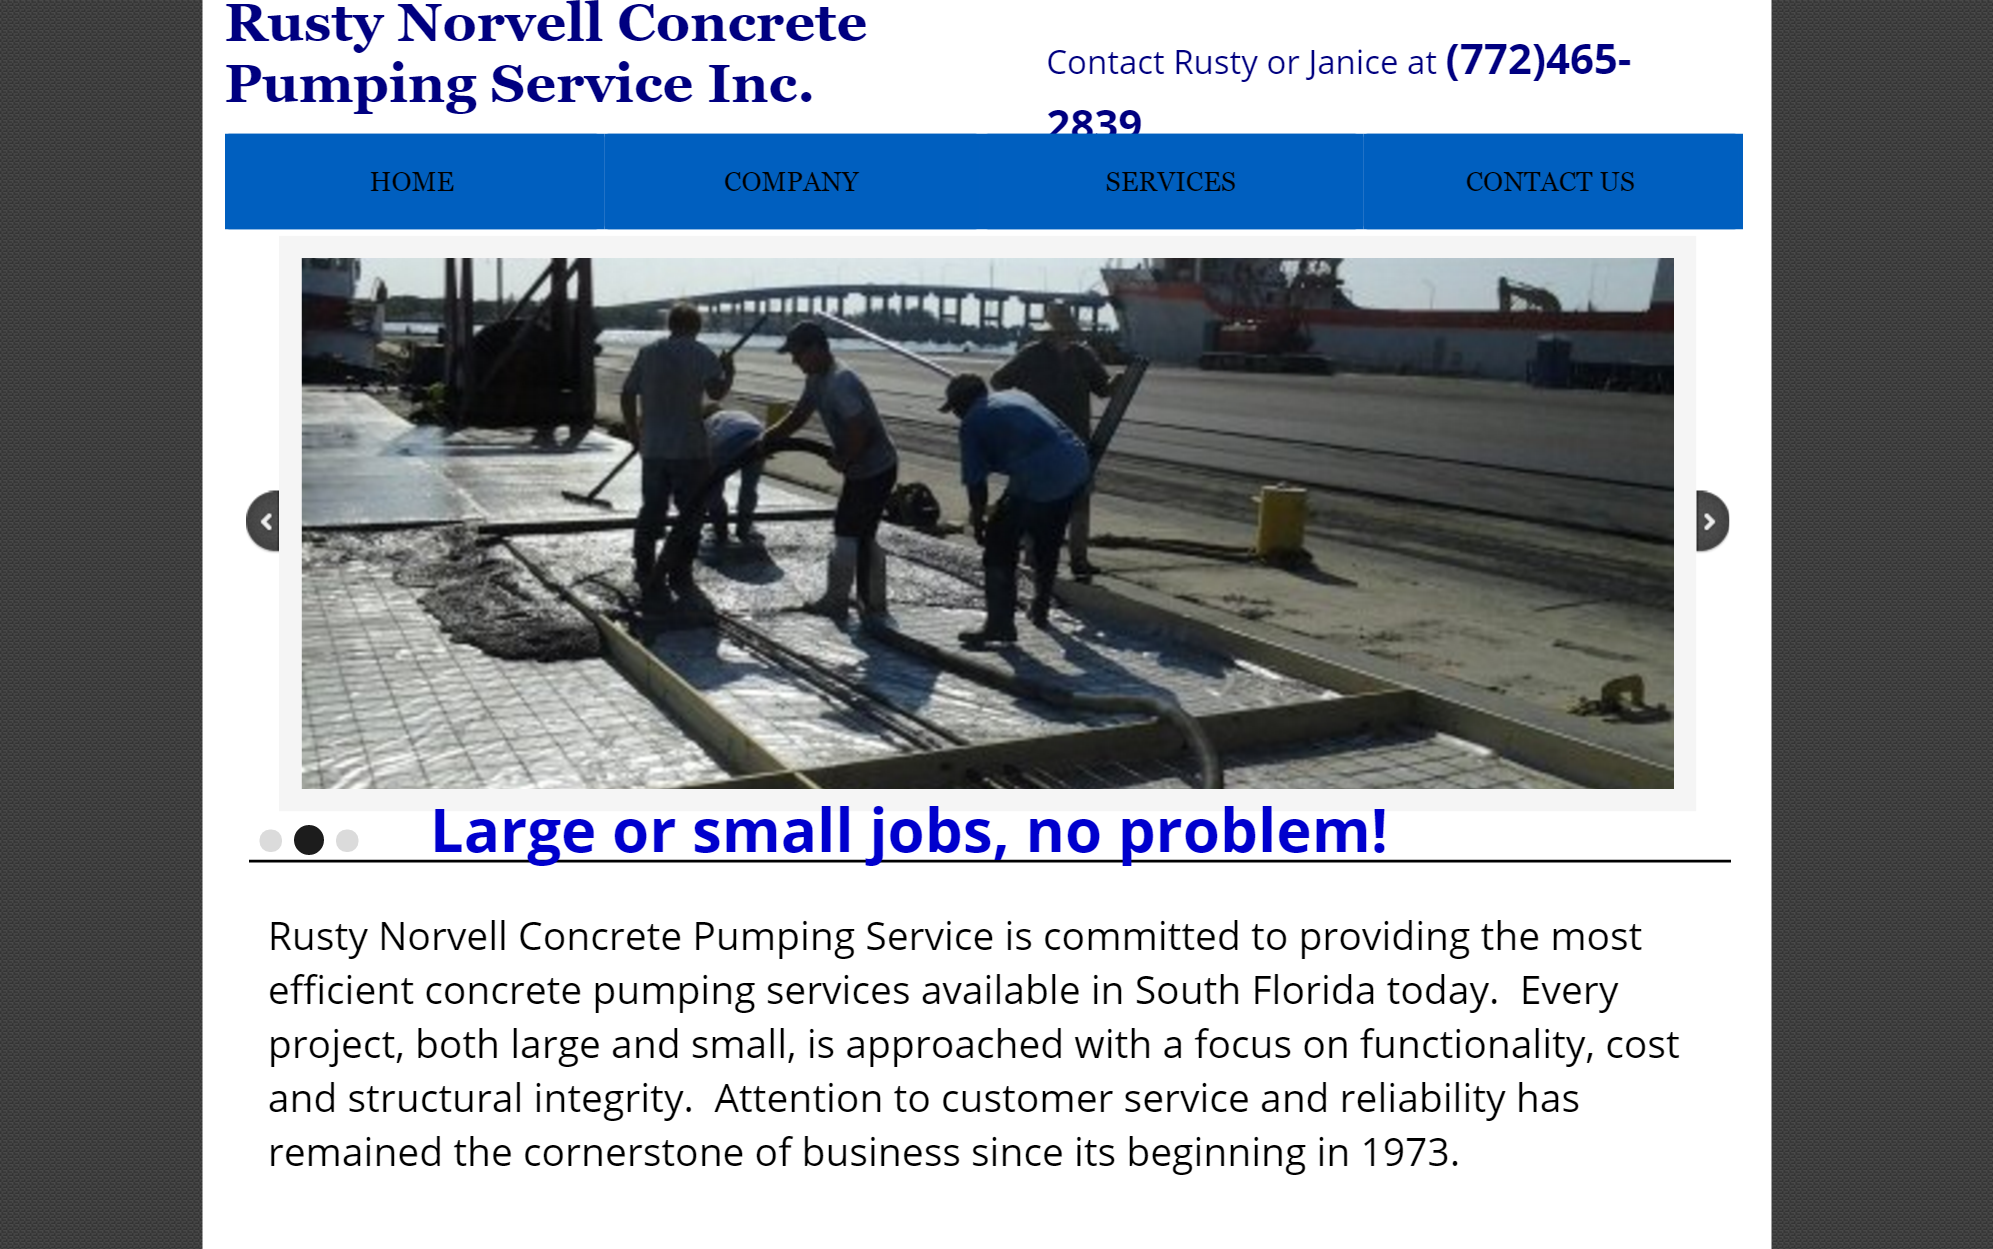 Rusty Norvell Concrete
Pumping Service Inc.
Contact Rusty or Janice at (772)465-
2839
HOME
COMPANY
SERVICES
CONTACT US
Large or small jobs, no problem!
Rusty Norvell Concrete Pumping Service is committed to providing the most
efficient concrete pumping services available in South Florida today.  Every
project, both large and small, is approached with a focus on functionality, cost
and structural integrity.  Attention to customer service and reliability has
remained the cornerstone of business since its beginning in 1973.